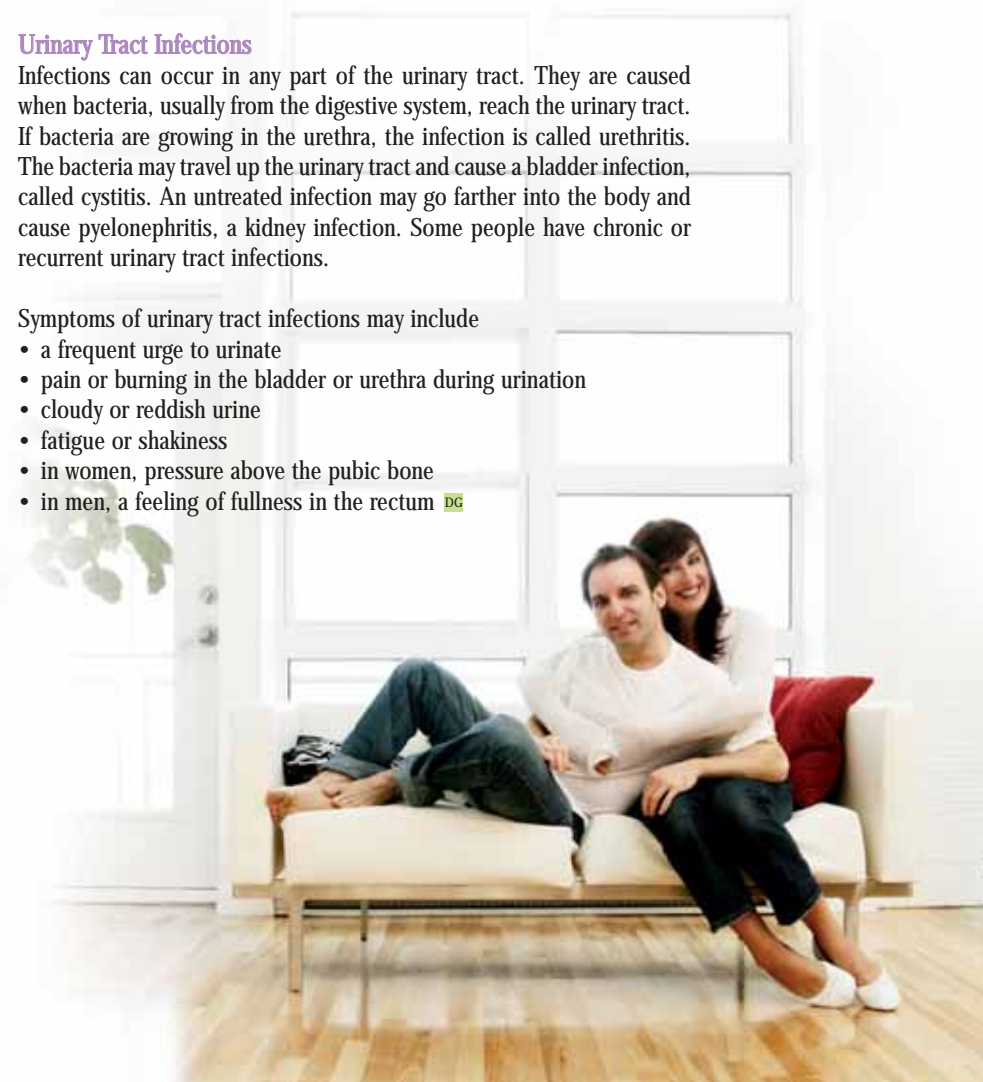 Urinary Tract Infections
Infections can occur in any part of the urinary tract. They are caused
when bacteria, usually from the digestive system, reach the urinary tract.
If bacteria are growing in the urethra, the infection is called urethritis.
The bacteria may travel up the urinary tract and cause a bladder infection,
called cystitis. An untreated infection may go farther into the body and
cause pyelonephritis, a kidney infection. Some people have chronic or
recurrent urinary tract infections.
Symptoms of urinary tract infections may include
• a frequent urge to urinate
• pain or burning in the bladder or urethra during urination
• cloudy or reddish urine
• fatigue or shakiness
• in women, pressure above the pubic bone
• in men, a feeling of fullness in the rectum DG